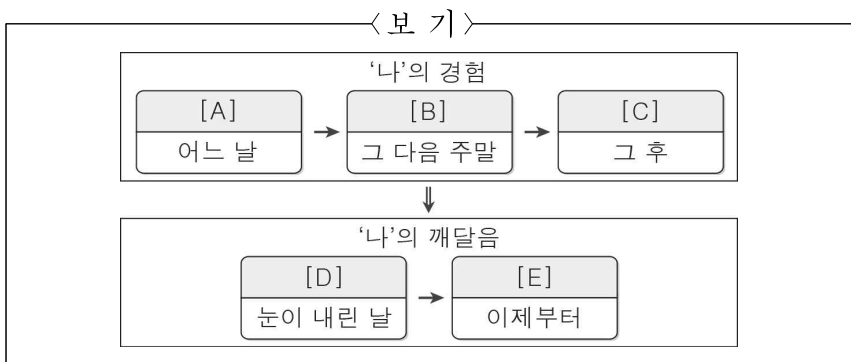 〈보 기〉
‘나’의 경험
[A] [B] [C]
어느 날 그 다음 주말 그 후
‘나’의 깨달음
[D] [E]
눈이 내린 날 이제부터